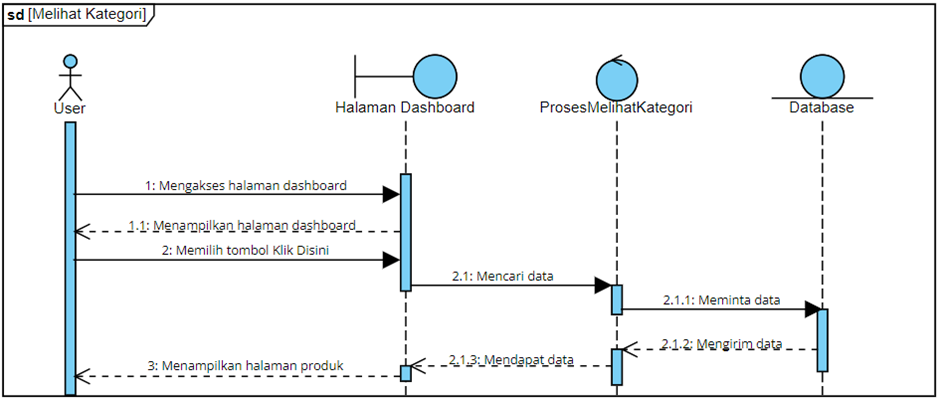 sd [Melihat Kategori]
User
Halaman Dashboard
ProsesMelihatKategori
Database
1: Mengakses halaman dashboard
1.1: Menampilkan halaman dashboard
2: Memilih tombol Klik Disini
2.1: Mencari data
2.1.1: Meminta data
2.1.2: Mengirim data
2.1.3: Mendapat data
3: Menampilkan halaman produk